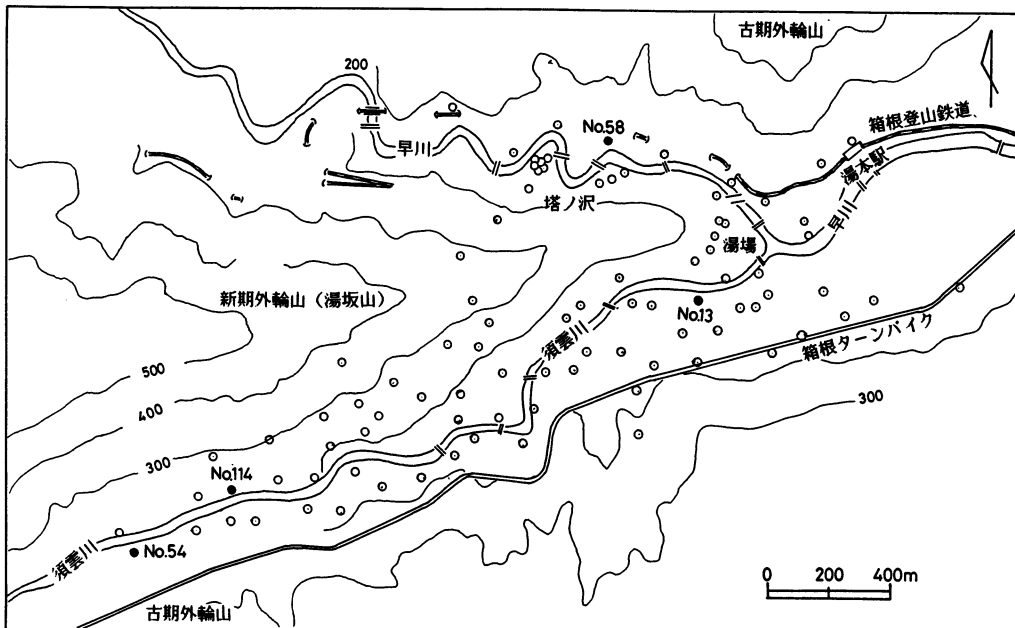 古期外輪山
200
No.58
箱根登山鉄道
早川
湯本駅
塔ノ沢
早川
湯場
新期外輪山（湯坂山）
No.13
須雲川
箱根ターンパイク
500
400
300
300
No.114
No.54
須雲川
0 200 400m
古期外輪山